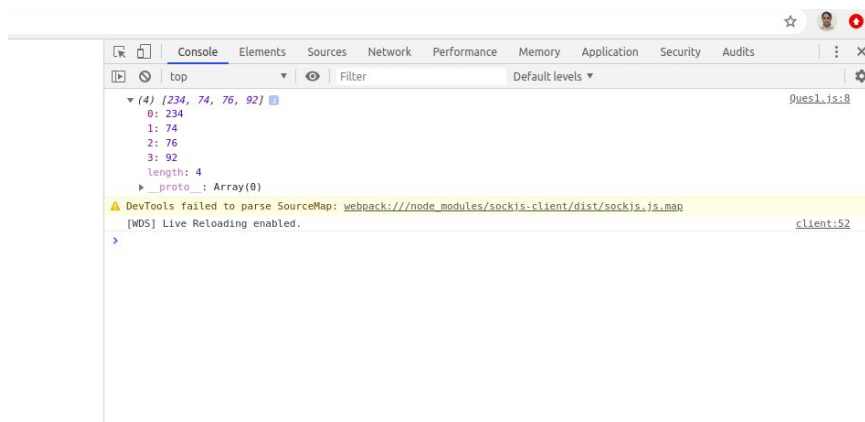 Console Elements Sources Network Performance Memory Application Security Audits
top Filter Default levels
(4) [234, 74, 76, 92] Ques1.js:8
0: 234
1: 74
2: 76
3: 92
length: 4
__proto__: Array(0)
DevTools failed to parse SourceMap: webpack:///node_modules/sockjs-client/dist/sockjs.js.map
[WDS] Live Reloading enabled. client:52